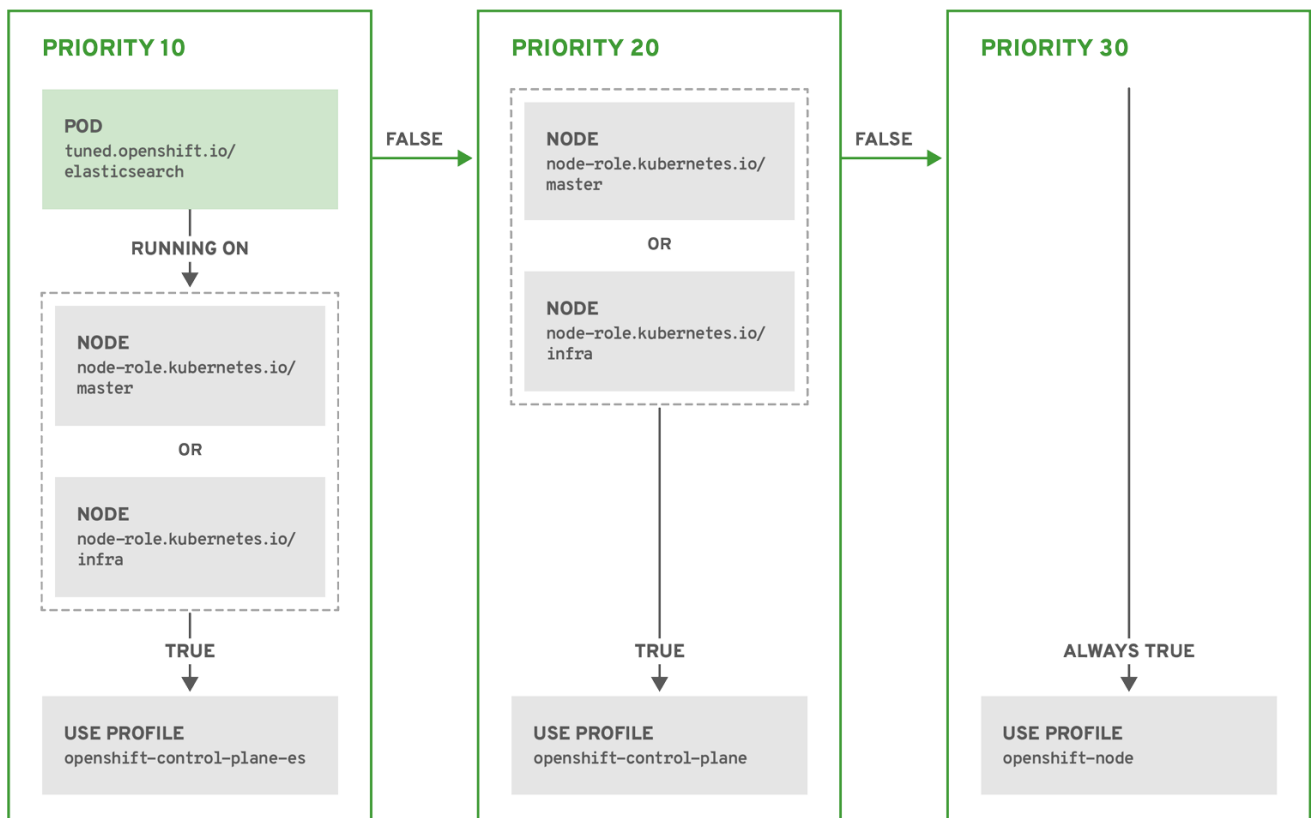 PRIORITY 10
POD
tuned.openshift.io/
elasticsearch
RUNNING ON
NODE
node-role.kubernetes.io/
master
OR
NODE
node-role.kubernetes.io/
infra
TRUE
USE PROFILE
openshift-control-plane-es
FALSE
PRIORITY 20
NODE
node-role.kubernetes.io/
master
OR
NODE
node-role.kubernetes.io/
infra
TRUE
USE PROFILE
openshift-control-plane
FALSE
PRIORITY 30
ALWAYS TRUE
USE PROFILE
openshift-node